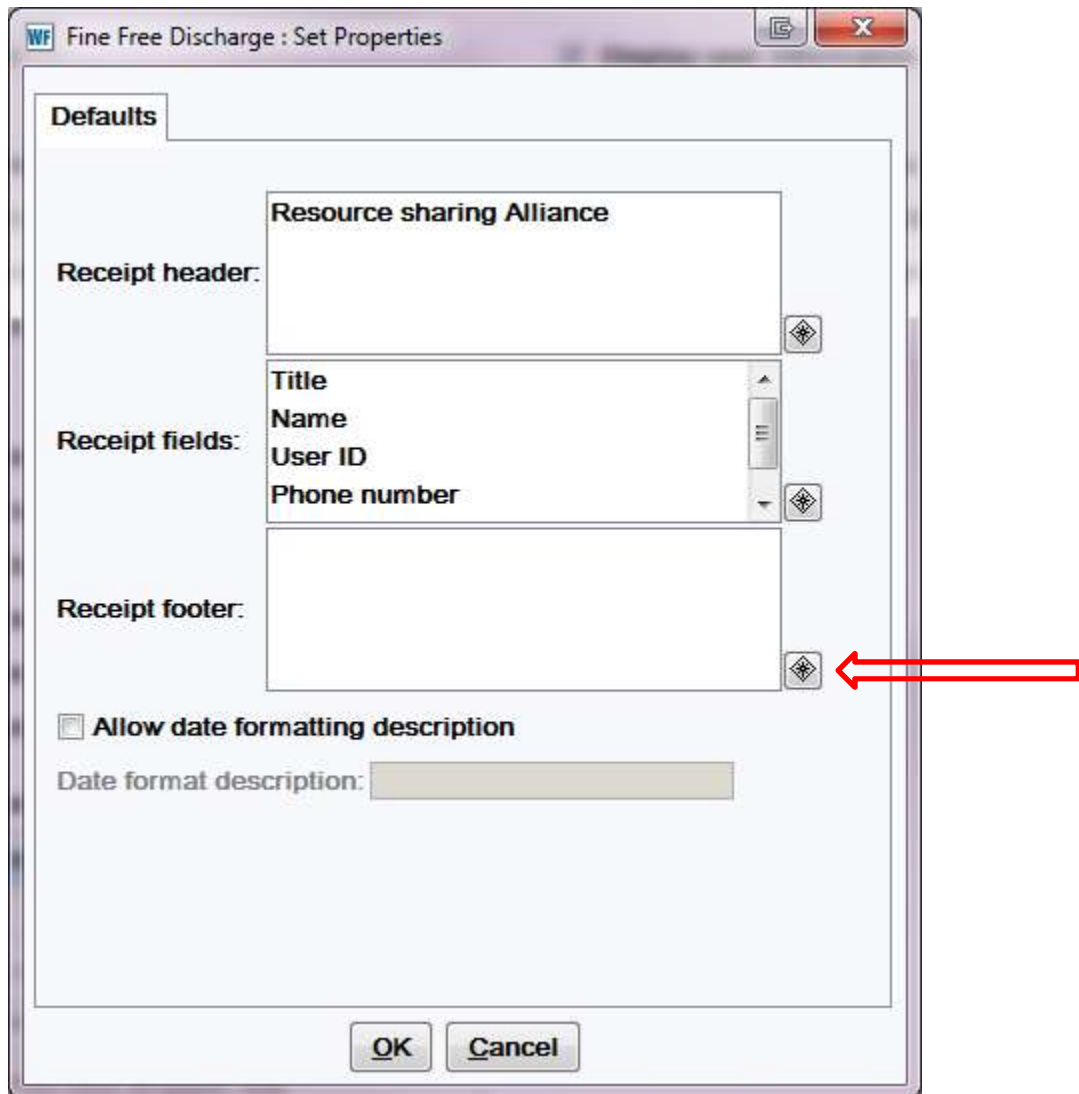 WF Fine Free Discharge : Set Properties
Defaults
Receipt header:
Resource sharing Alliance
Receipt fields:
Title
Name
User ID
Phone number
Receipt footer:
Allow date formatting description
Date format description:
OK Cancel